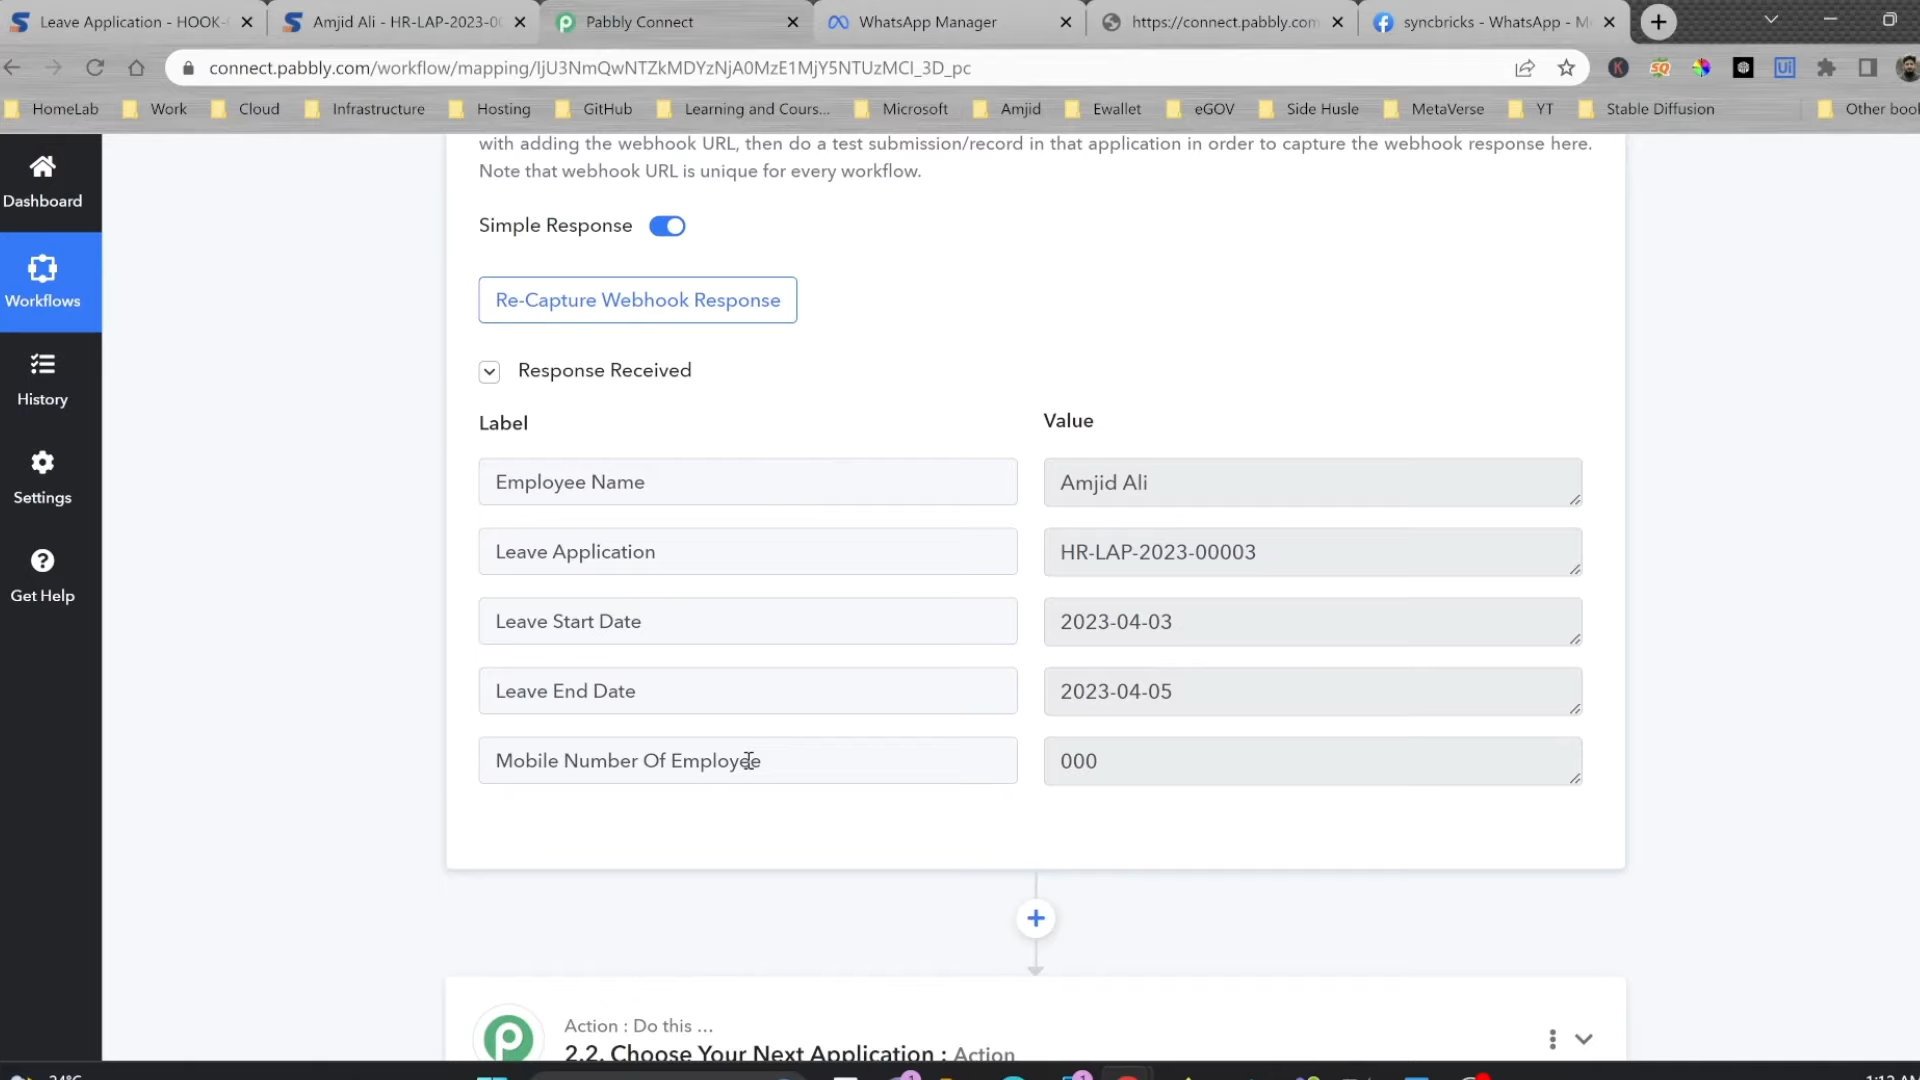 Leave Application - HOOK-
Amjid Ali - HR-LAP-2023-00
Pabbly Connect
WhatsApp Manager
https://connect.pabbly.com
syncbricks - WhatsApp - M
connect.pabbly.com/workflow/mapping/IjU3NmQwNTZkMDYzNjA0MzE1MjY5NTUzMCI_3D_pc
HomeLab
Work
Cloud
Infrastructure
Hosting
GitHub
Learning and Cours...
Microsoft
Amjid
Ewallet
eGOV
Side Husle
MetaVerse
YT
Stable Diffusion
Other boo
Dashboard
Workflows
History
Settings
Get Help
with adding the webhook URL, then do a test submission/record in that application in order to capture the webhook response here.
Note that webhook URL is unique for every workflow.
Simple Response
Re-Capture Webhook Response
Response Received
Label Value
Employee Name Amjid Ali
Leave Application HR-LAP-2023-00003
Leave Start Date 2023-04-03
Leave End Date 2023-04-05
Mobile Number Of Employee 000
Action : Do this ...
2.2. Choose Your Next Application : Action